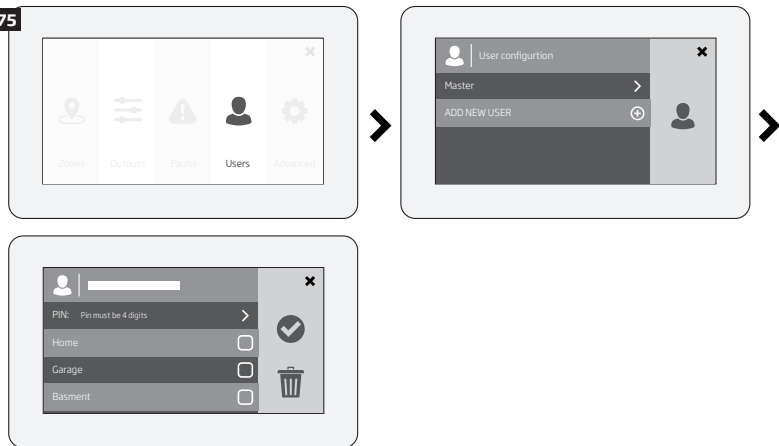 75
Zones
Outputs
Faults
Users
Advanced
User configurtion
Master
ADD NEW USER
PIN: Pin must be 4 digits
Home
Garage
Basment